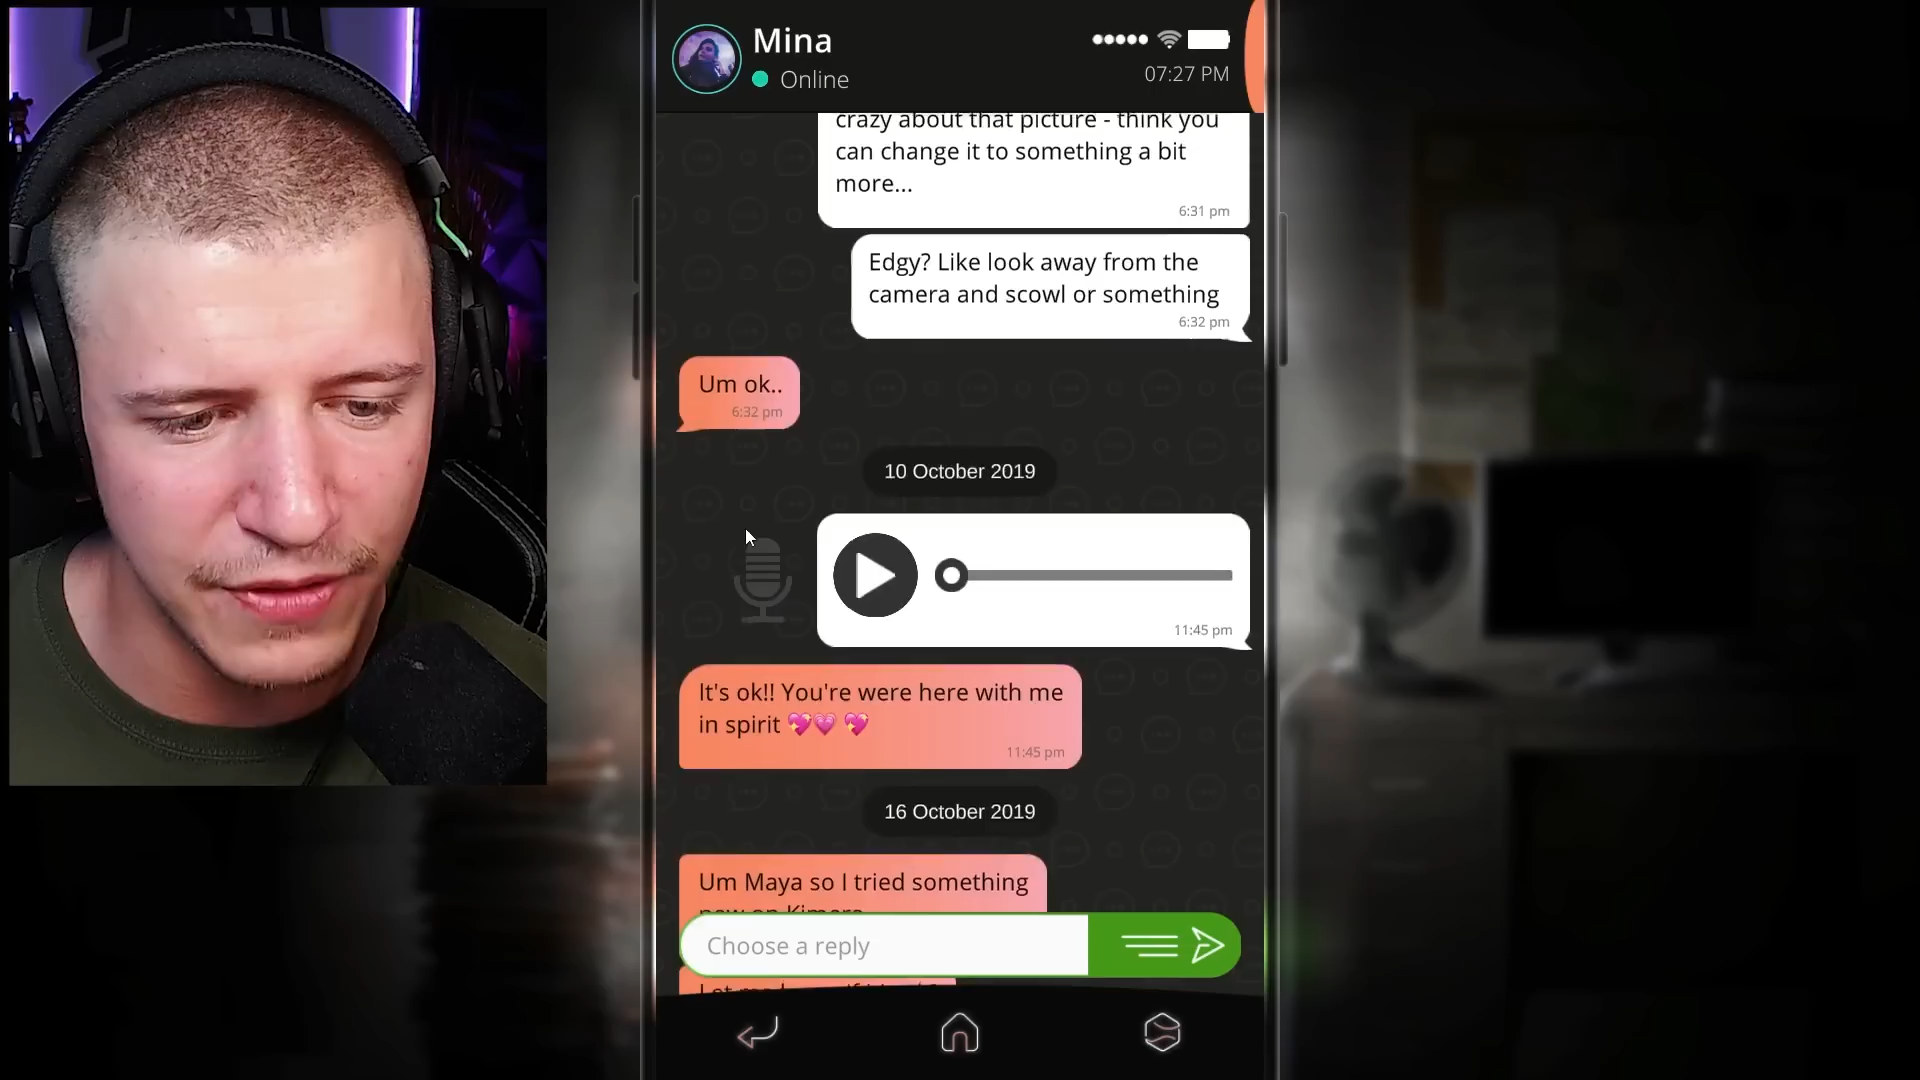 Mina
Online
07:27 PM
crazy about that picture - think you
can change it to something a bit
more...
6:31 pm
Edgy? Like look away from the
camera and scowl or something
6:32 pm
Um ok..
6:32 pm
10 October 2019
11:45 pm
It's ok!! You're were here with me
in spirit 💖💗 💖
11:45 pm
16 October 2019
Um Maya so I tried something
new on Kimera
Choose a reply